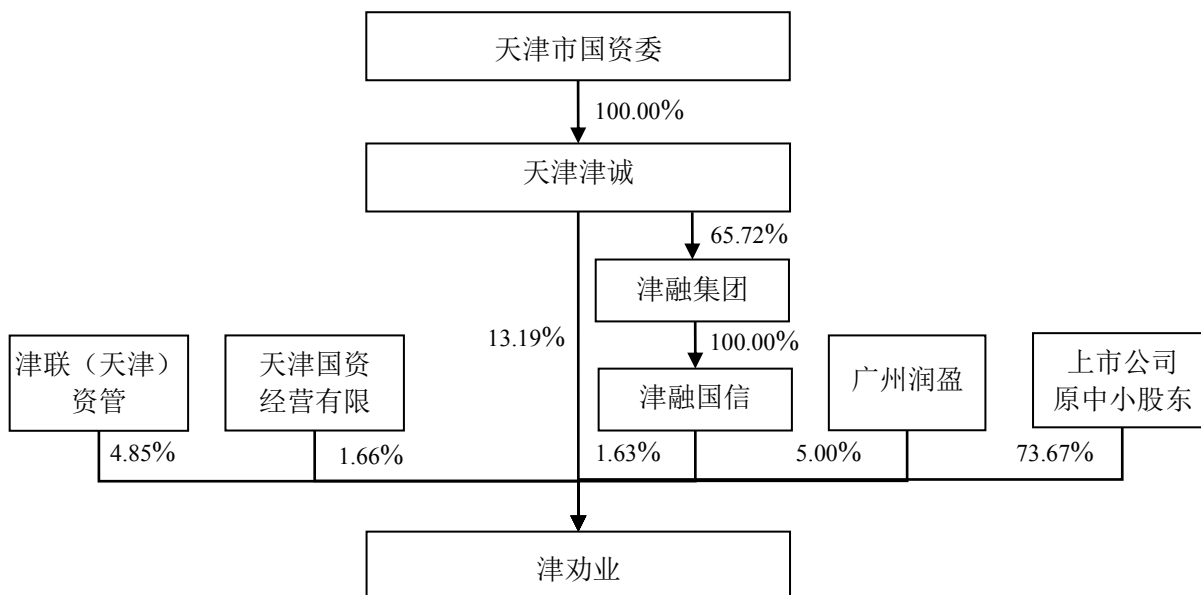 天津市国资委
100.00%
天津津诚
65.72%
津融集团
13.19%
100.00%
津联（天津）
资管
天津国资
经营有限
津融国信
广州润盈
上市公司
原中小股东
4.85%
1.66%
1.63%
5.00%
73.67%
津劝业